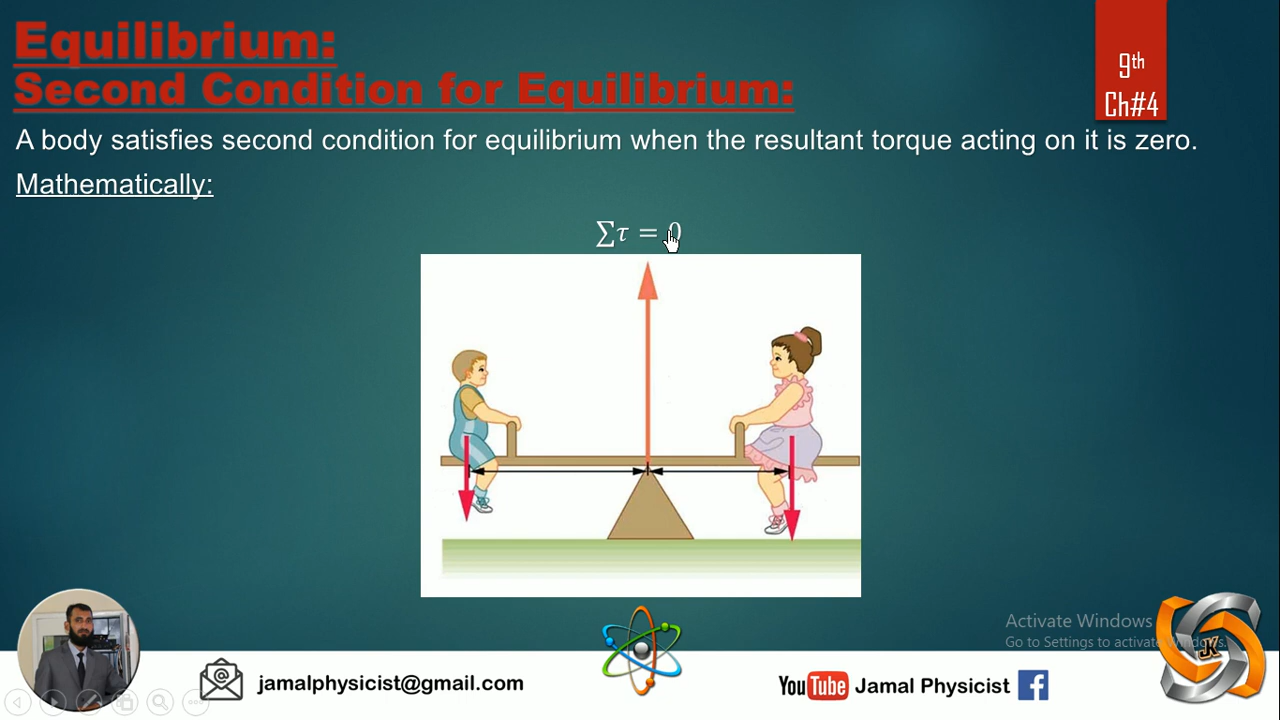 Equilibrium:
Second Condition for Equilibrium:
9th
Ch#4
A body satisfies second condition for equilibrium when the resultant torque acting on it is zero.
Mathematically:
∑τ = 0
Activate Windows
Go to Settings to activate Windows.
JK
jamalphysicist@gmail.com
YouTube Jamal Physicist f